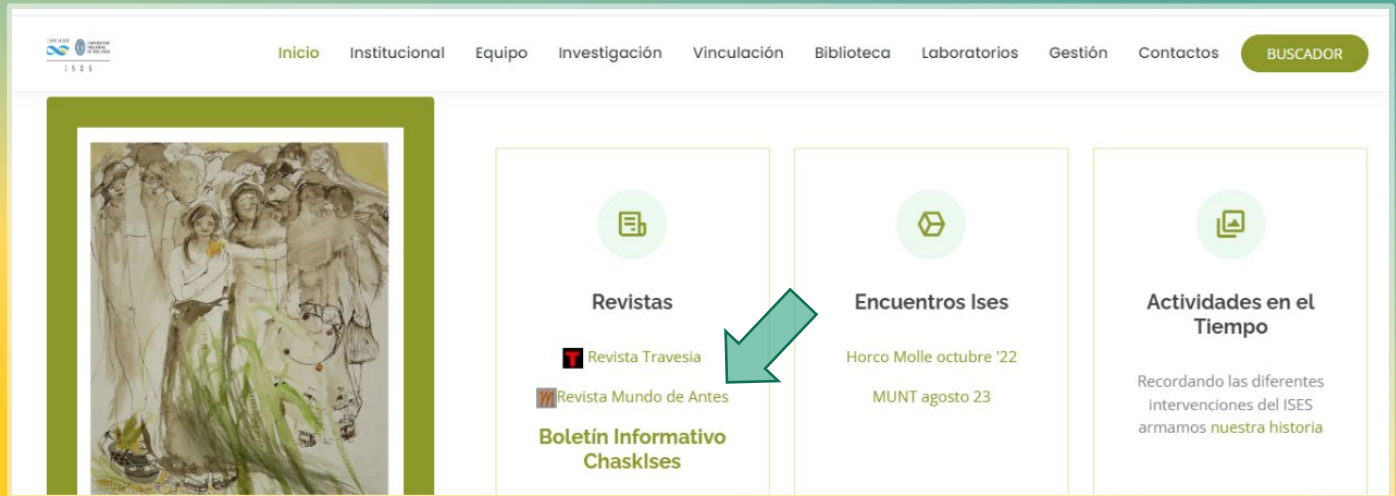 ISES
Inicio Institucional Equipo Investigación Vinculación Biblioteca Laboratorios Gestión Contactos BUSCADOR
Revistas
T Revista Travesia
M Revista Mundo de Antes
Boletín Informativo
ChaskIses
Encuentros Ises
Horco Molle octubre '22
MUNT agosto 23
Actividades en el
Tiempo
Recordando las diferentes
intervenciones del ISES
armamos nuestra historia